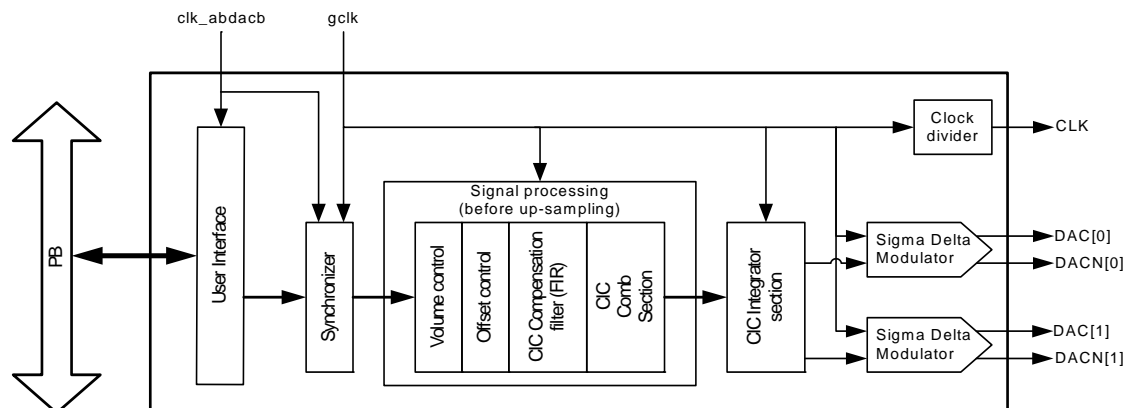 clk_abdacb
gclk
Clock
divider
CLK
Signal processing
(before up-sampling)
PB
User Interface
Synchronizer
Volume control
Offset control
CIC Compensation
filter (FIR)
CIC
Comb
Section
CIC Integrator
section
Sigma Delta
Modulator
DAC[0]
DACN[0]
Sigma Delta
Modulator
DAC[1]
DACN[1]